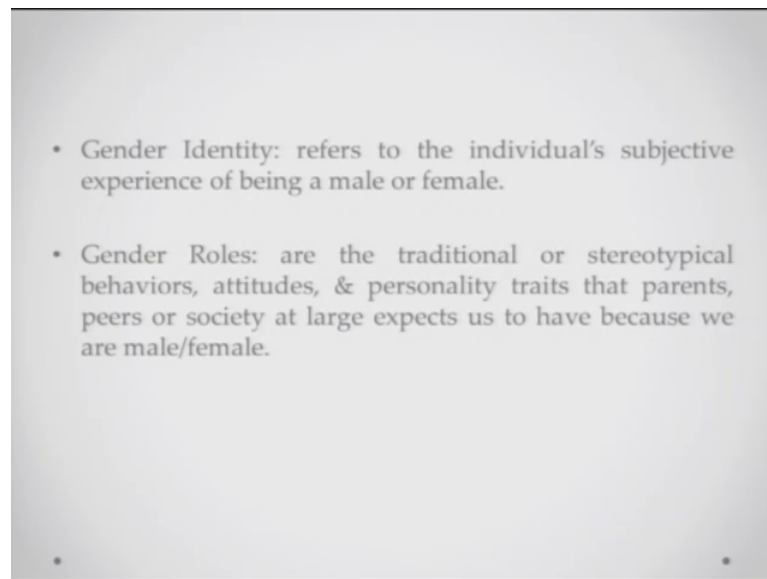 • Gender Identity: refers to the individual's subjective
experience of being a male or female.
• Gender Roles: are the traditional or stereotypical
behaviors, attitudes, & personality traits that parents,
peers or society at large expects us to have because we
are male/female.